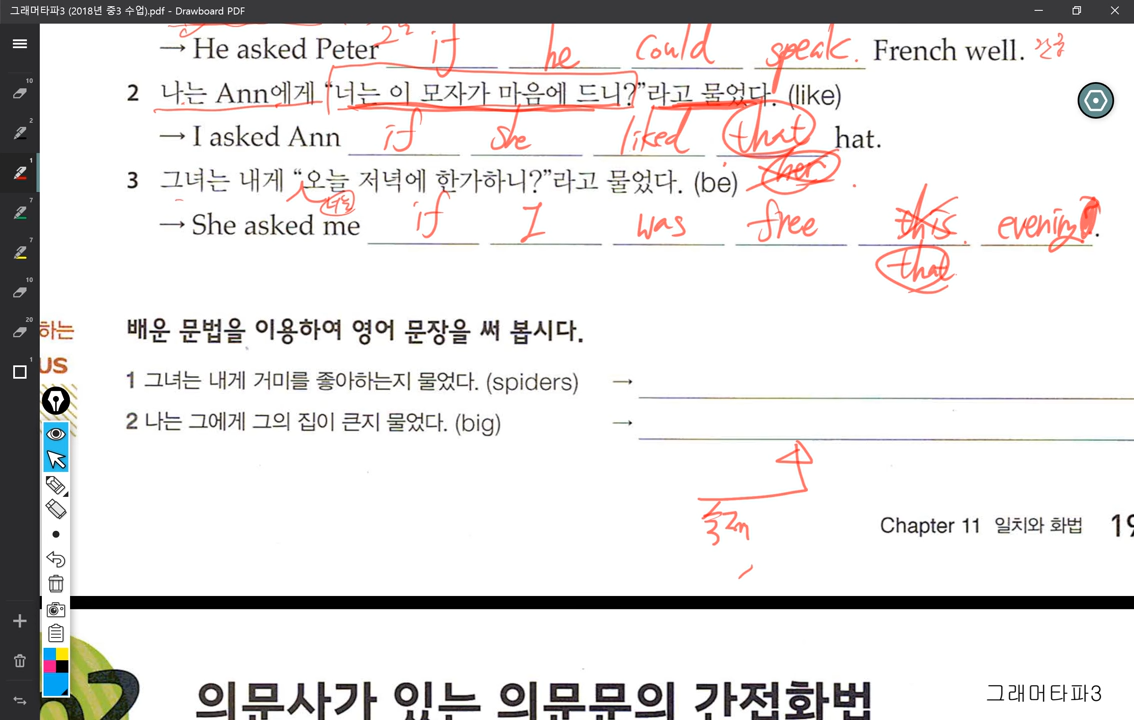 그래머타파3 (2018년 중3 수업).pdf - Drawboard PDF
→ He asked Peter if he could speak. French well.
2 나는 Ann에게 “너는 이 모자가 마음에 드니?”라고 물었다. (like)
→ I asked Ann if she liked that hat.
her
3 그녀는 내게 “오늘 저녁에 한가하니?”라고 물었다. (be)
너는
→ She asked me if I was free this evening.
that
하는
US
배운 문법을 이용하여 영어 문장을 써 봅시다.
1 그녀는 내게 거미를 좋아하는지 물었다. (spiders) →
2 나는 그에게 그의 집이 큰지 물었다. (big) →
Chapter 11 일치와 화법 19
의문사가 있는 의문문의 간접화법
그래머타파3